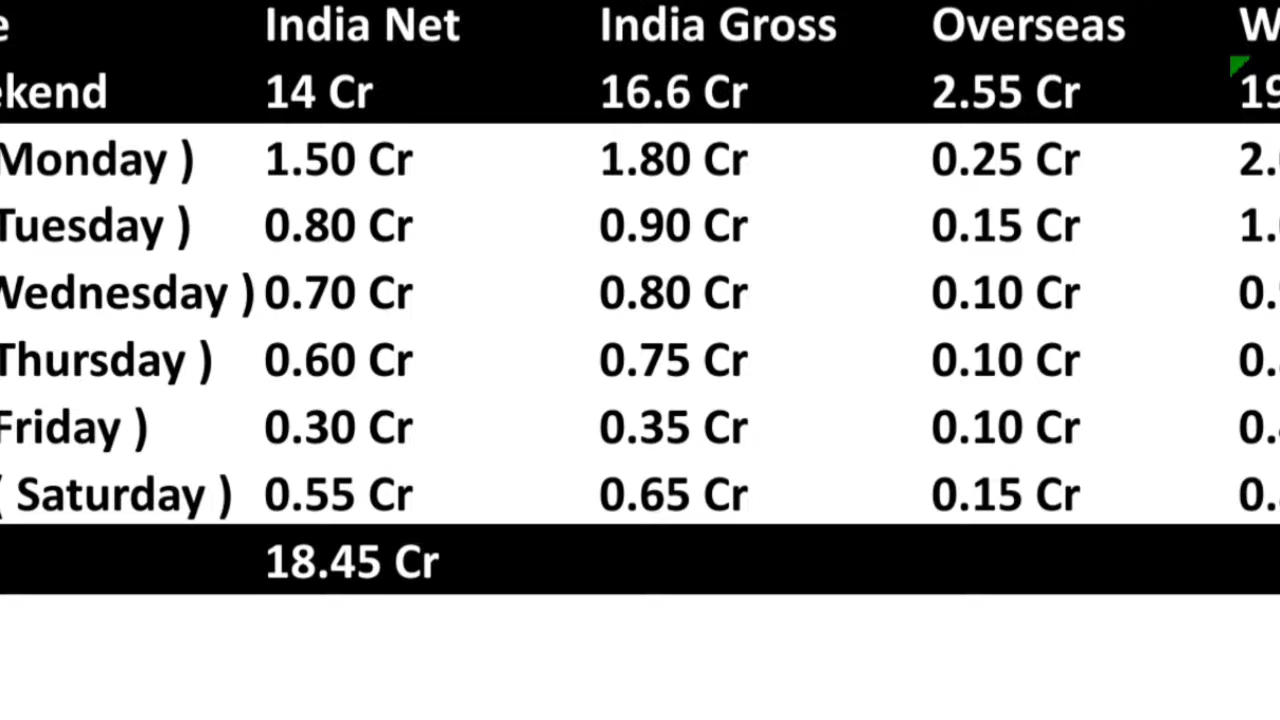 India Net India Gross Overseas
14 Cr 16.6 Cr 2.55 Cr
Monday ) 1.50 Cr 1.80 Cr 0.25 Cr
Tuesday ) 0.80 Cr 0.90 Cr 0.15 Cr
Wednesday ) 0.70 Cr 0.80 Cr 0.10 Cr
Thursday ) 0.60 Cr 0.75 Cr 0.10 Cr
Friday ) 0.30 Cr 0.35 Cr 0.10 Cr
( Saturday ) 0.55 Cr 0.65 Cr 0.15 Cr
18.45 Cr